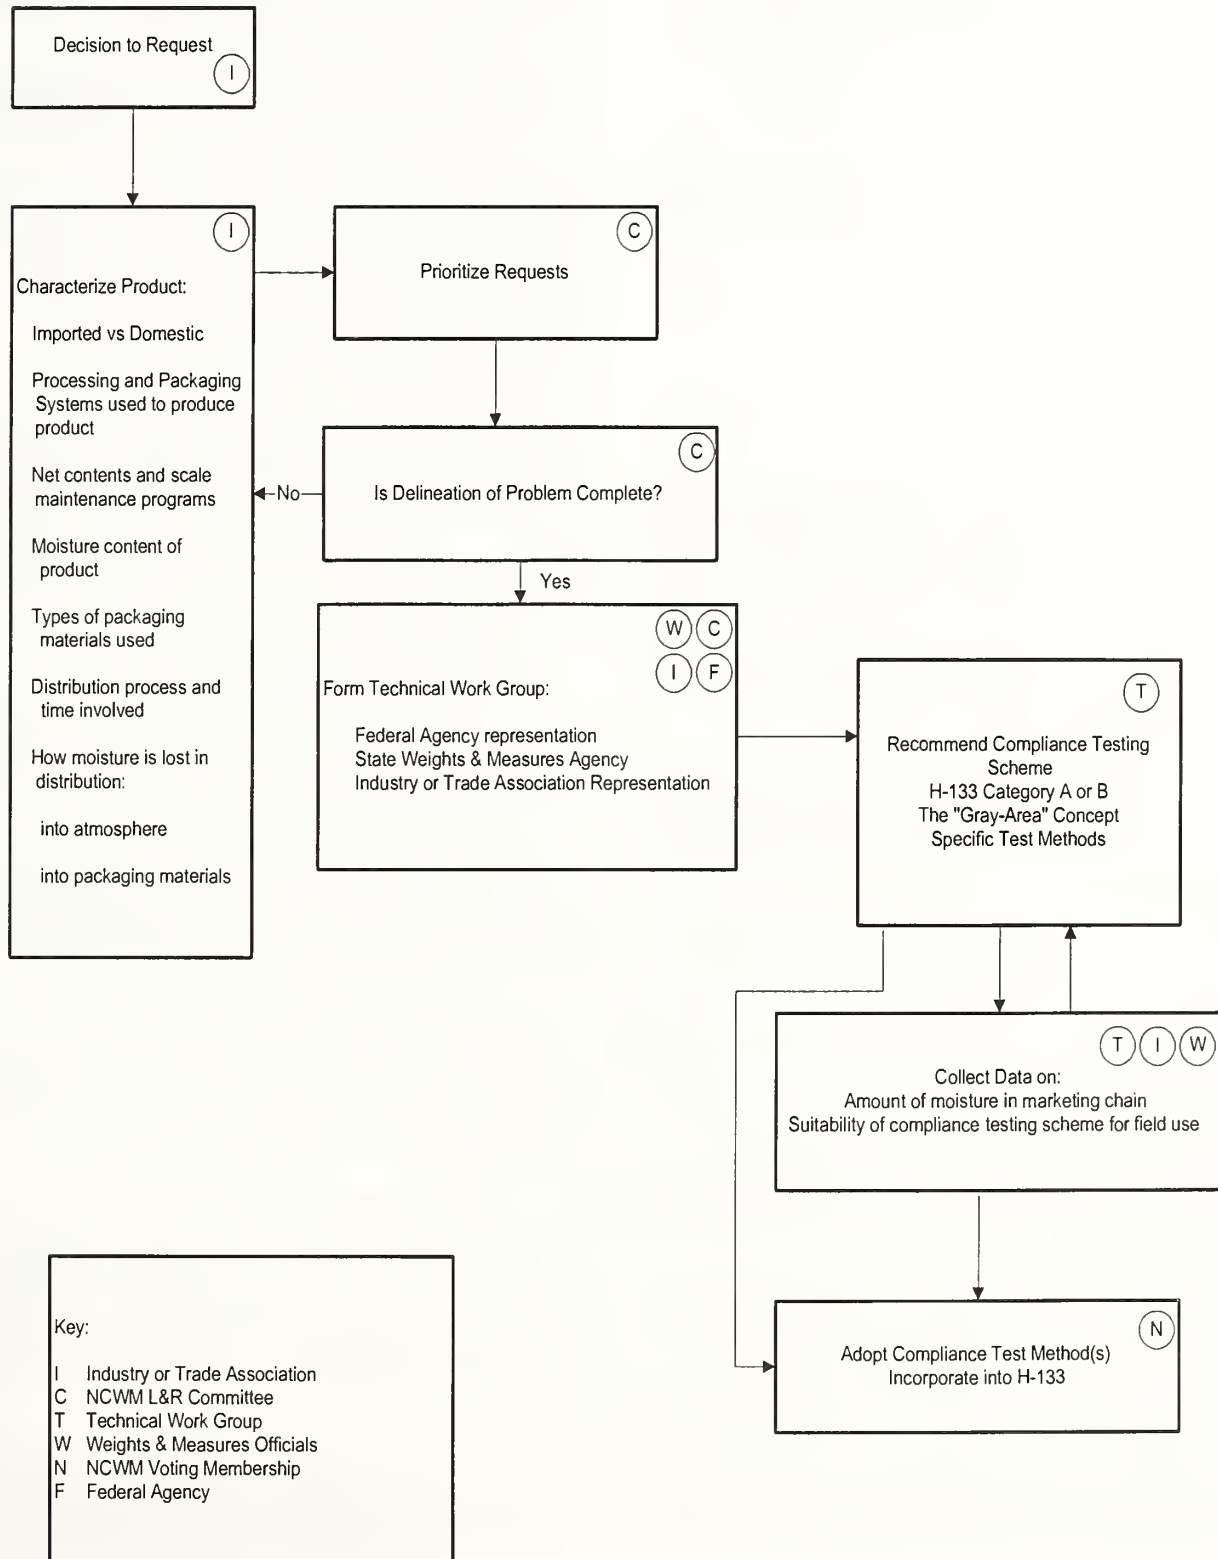 Decision to Request
I
I
Characterize Product:
Imported vs Domestic
Processing and Packaging
Systems used to produce
product
Net contents and scale
maintenance programs
Moisture content of
product
Types of packaging
materials used
Distribution process and
time involved
How moisture is lost in
distribution:
into atmosphere
into packaging materials
C
Prioritize Requests
C
Is Delineation of Problem Complete?
No
Yes
W C
I F
Form Technical Work Group:
Federal Agency representation
State Weights & Measures Agency
Industry or Trade Association Representation
T
Recommend Compliance Testing
Scheme
H-133 Category A or B
The "Gray-Area" Concept
Specific Test Methods
T I W
Collect Data on:
Amount of moisture in marketing chain
Suitability of compliance testing scheme for field use
N
Adopt Compliance Test Method(s)
Incorporate into H-133
Key:
I Industry or Trade Association
C NCWM L&R Committee
T Technical Work Group
W Weights & Measures Officials
N NCWM Voting Membership
F Federal Agency